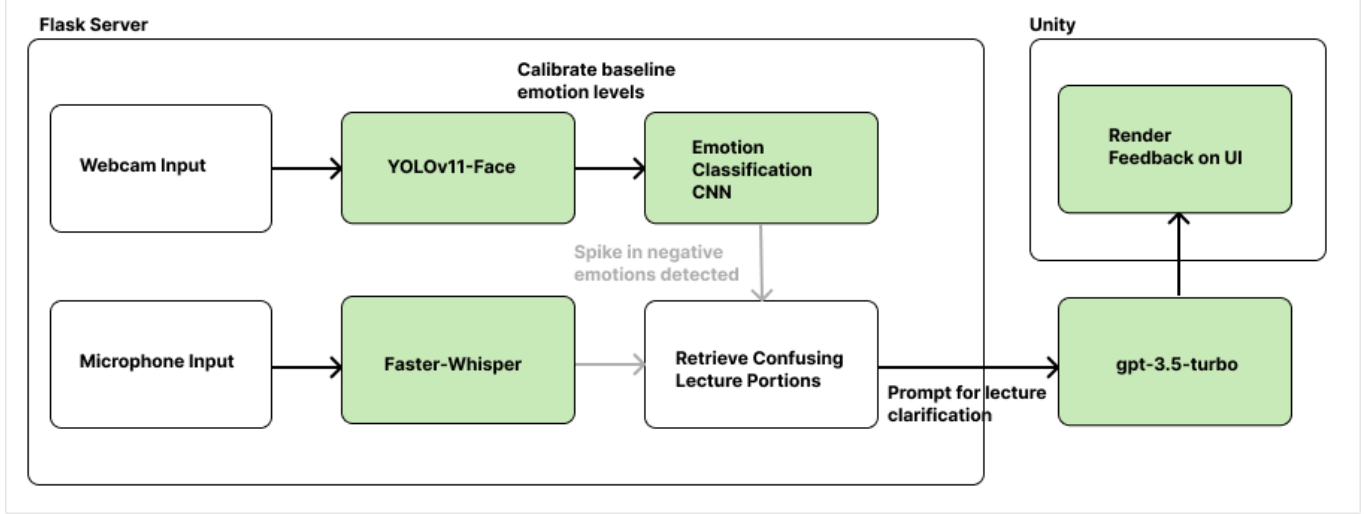 Flask Server
Unity
Calibrate baseline
emotion levels
Webcam Input
YOLOv11-Face
Emotion
Classification
CNN
Render
Feedback on UI
Spike in negative
emotions detected
Microphone Input
Faster-Whisper
Retrieve Confusing
Lecture Portions
Prompt for lecture
clarification
gpt-3.5-turbo